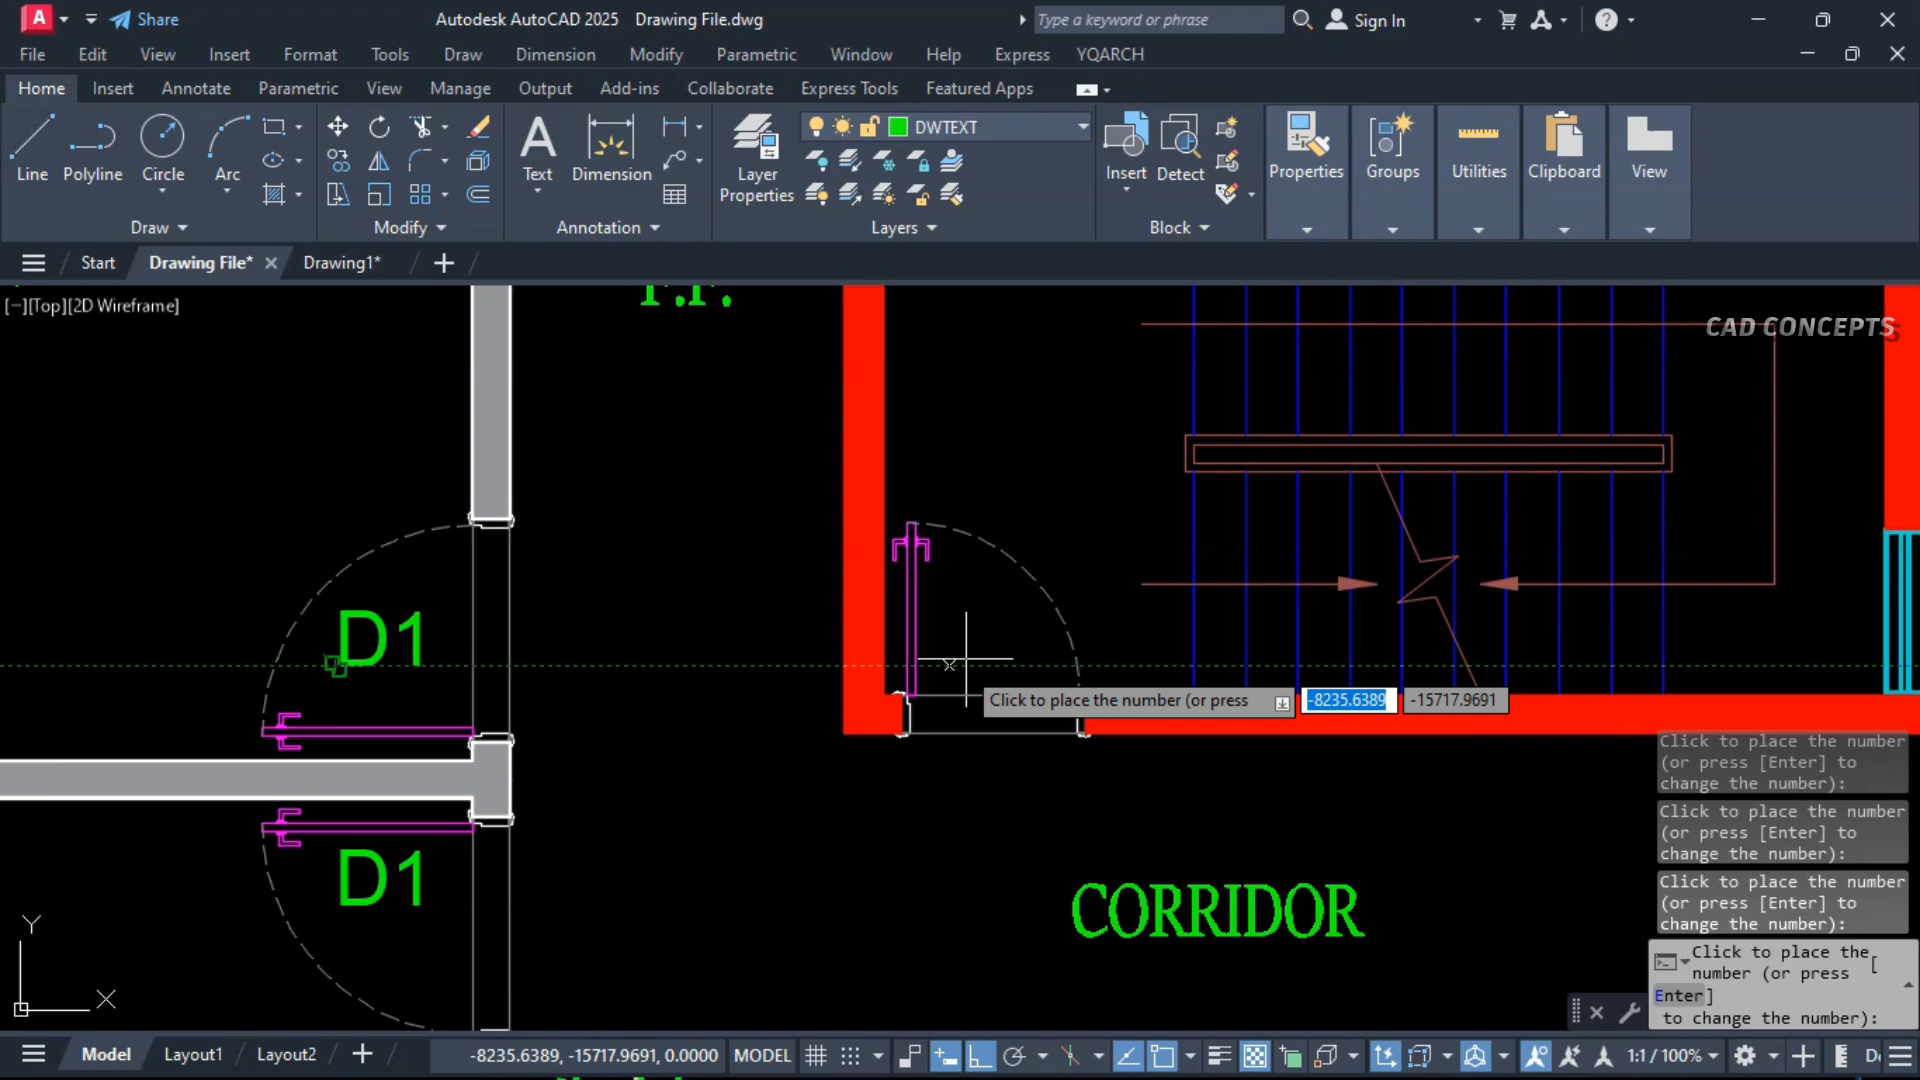 Share
Autodesk AutoCAD 2025 Drawing File.dwg
Type a keyword or phrase
Sign In
File Edit View Insert Format Tools Draw Dimension Modify Parametric Window Help Express YQARCH
Home Insert Annotate Parametric View Manage Output Add-ins Collaborate Express Tools Featured Apps
DWTEXT
Line Polyline Circle Arc Text Dimension Layer Properties Insert Detect Properties Groups Utilities Clipboard View
Draw Modify Annotation Layers Block
Start Drawing File* Drawing1*
[−][Top][2D Wireframe]
CAD CONCEPTS
D1
Click to place the number (or press -8235.6389 -15717.9691
Click to place the number
(or press [Enter] to
change the number):
Click to place the number
(or press [Enter] to
change the number):
D1
Click to place the number
(or press [Enter] to
change the number):
CORRIDOR
Click to place the
number (or press [
Enter]
to change the number):
Y
X
Model Layout1 Layout2
-8235.6389, -15717.9691, 0.0000 MODEL
1:1 / 100%